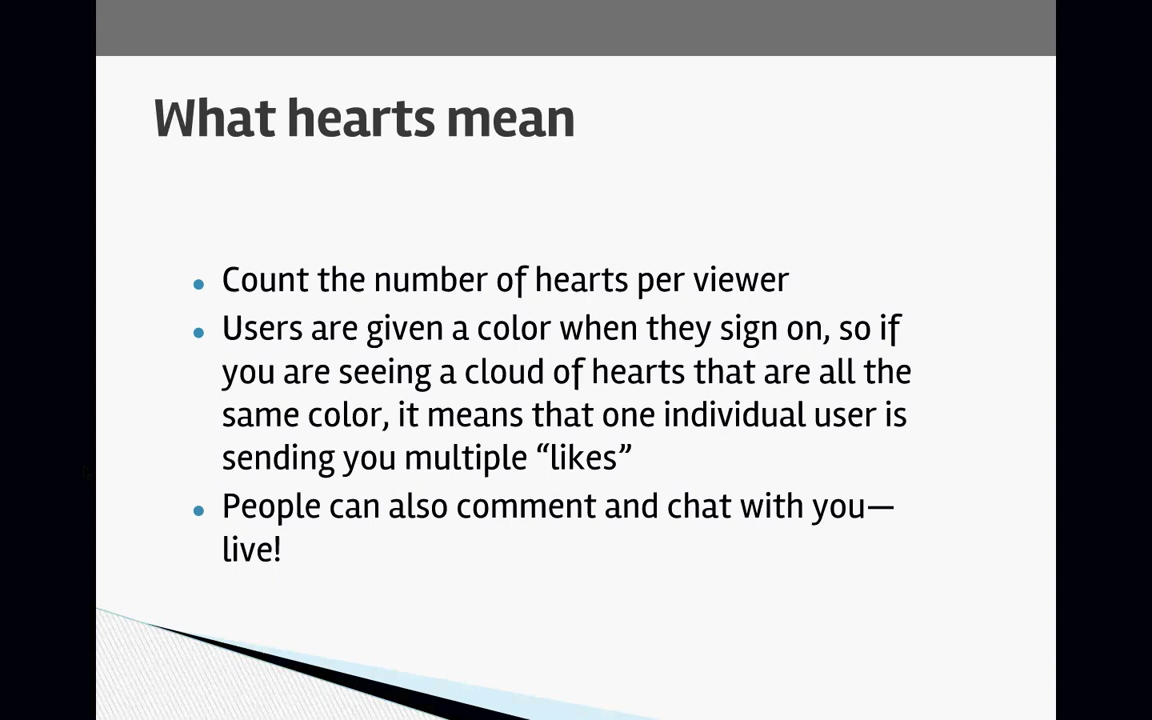 What hearts mean
Count the number of hearts per viewer
Users are given a color when they sign on, so if
you are seeing a cloud of hearts that are all the
same color, it means that one individual user is
sending you multiple “likes”
People can also comment and chat with you—
live!